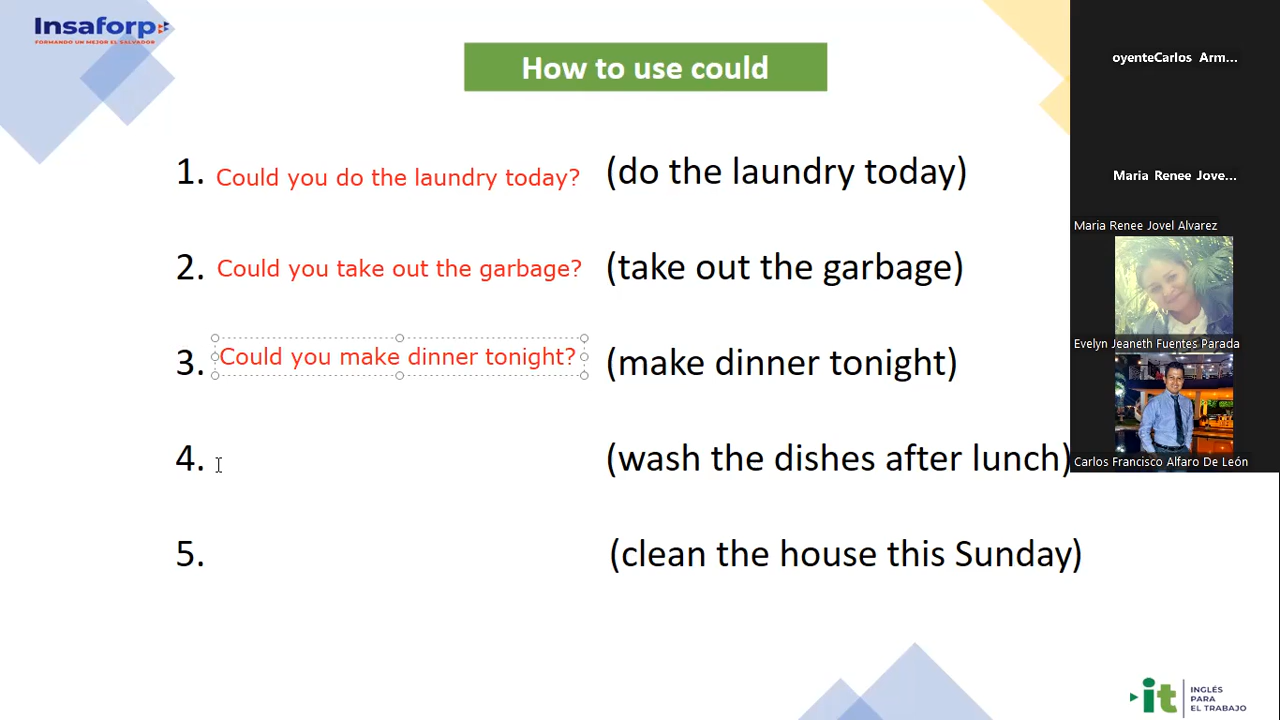 Insaforp
FORMANDO UN MEJOR EL SALVADOR
How to use could
1. Could you do the laundry today? (do the laundry today)
2. Could you take out the garbage? (take out the garbage)
3. Could you make dinner tonight? (make dinner tonight)
4. (wash the dishes after lunch)
5. (clean the house this Sunday)
oyenteCarlos Arm...
Maria Renee Jove...
Maria Renee Jovel Alvarez
Evelyn Jeaneth Fuentes Parada
Carlos Francisco Alfaro De León
it INGLÉS
PARA
EL TRABAJO